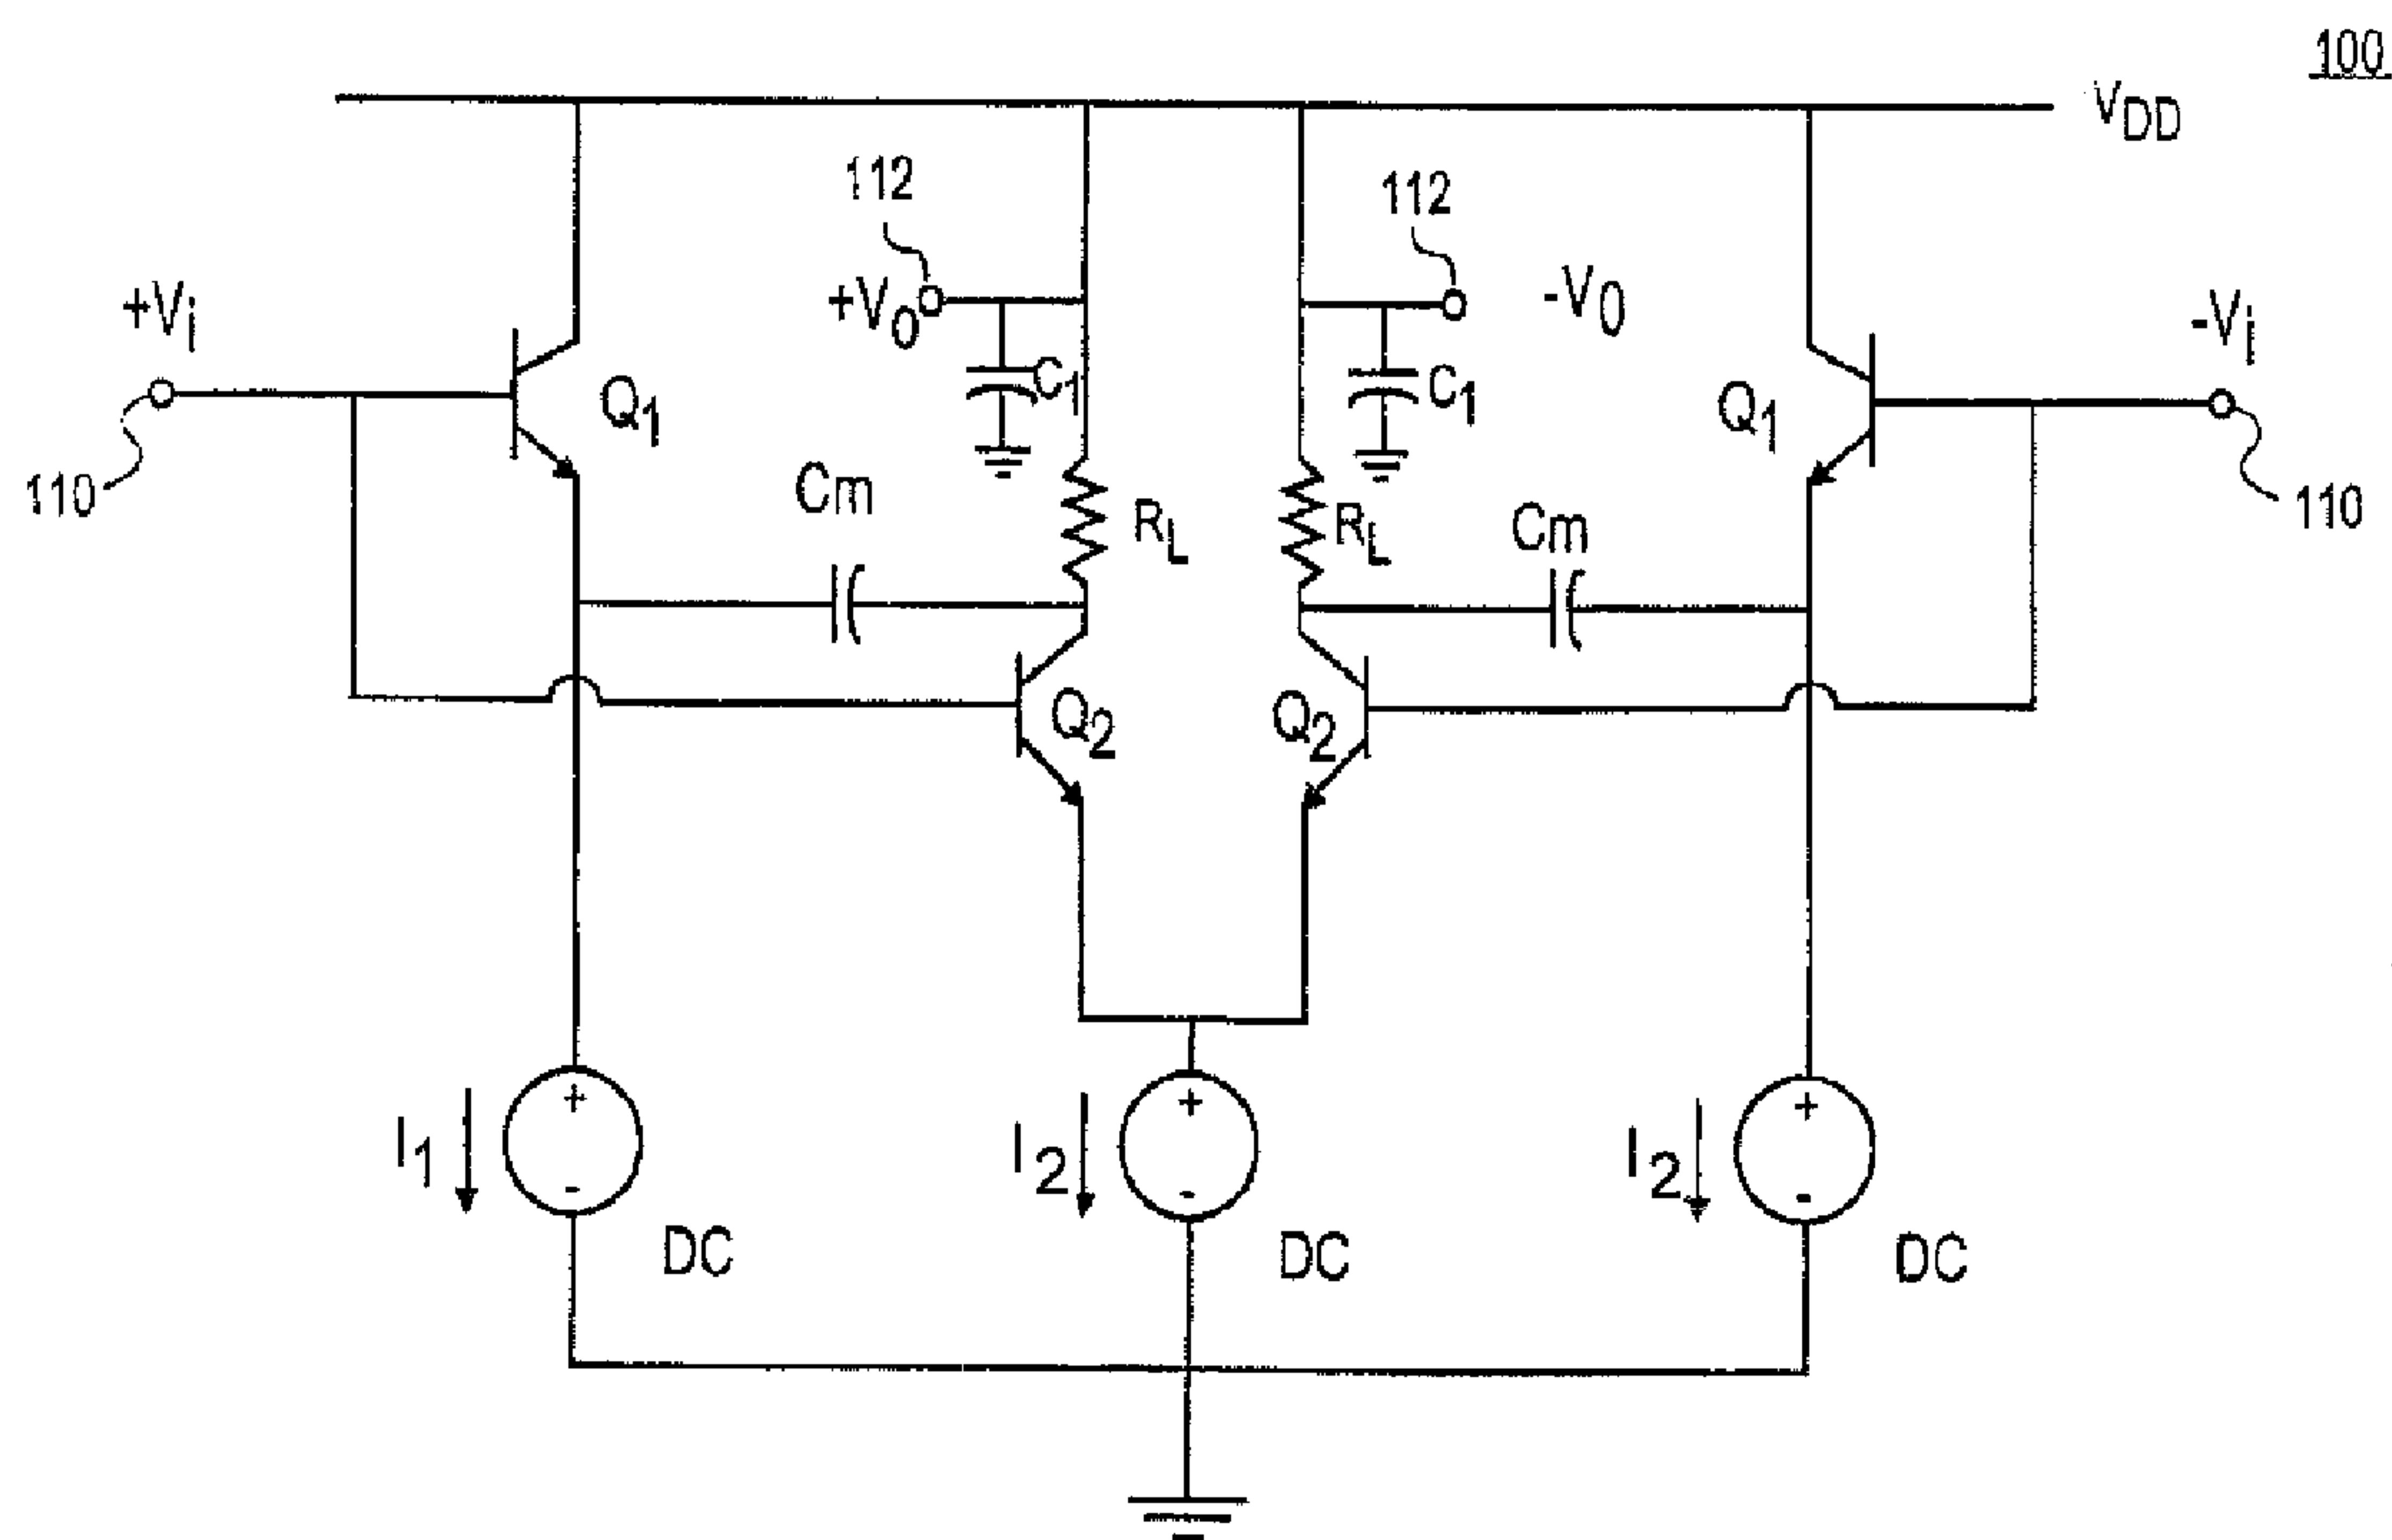 100
VDD
112
112
+Vi
+V0
-V0
-Vi
C1
C1
Q1
Q1
110
Cm
RL
RL
Cm
110
Q2
Q2
+
+
+
I1
I2
I2
-
-
-
DC
DC
DC